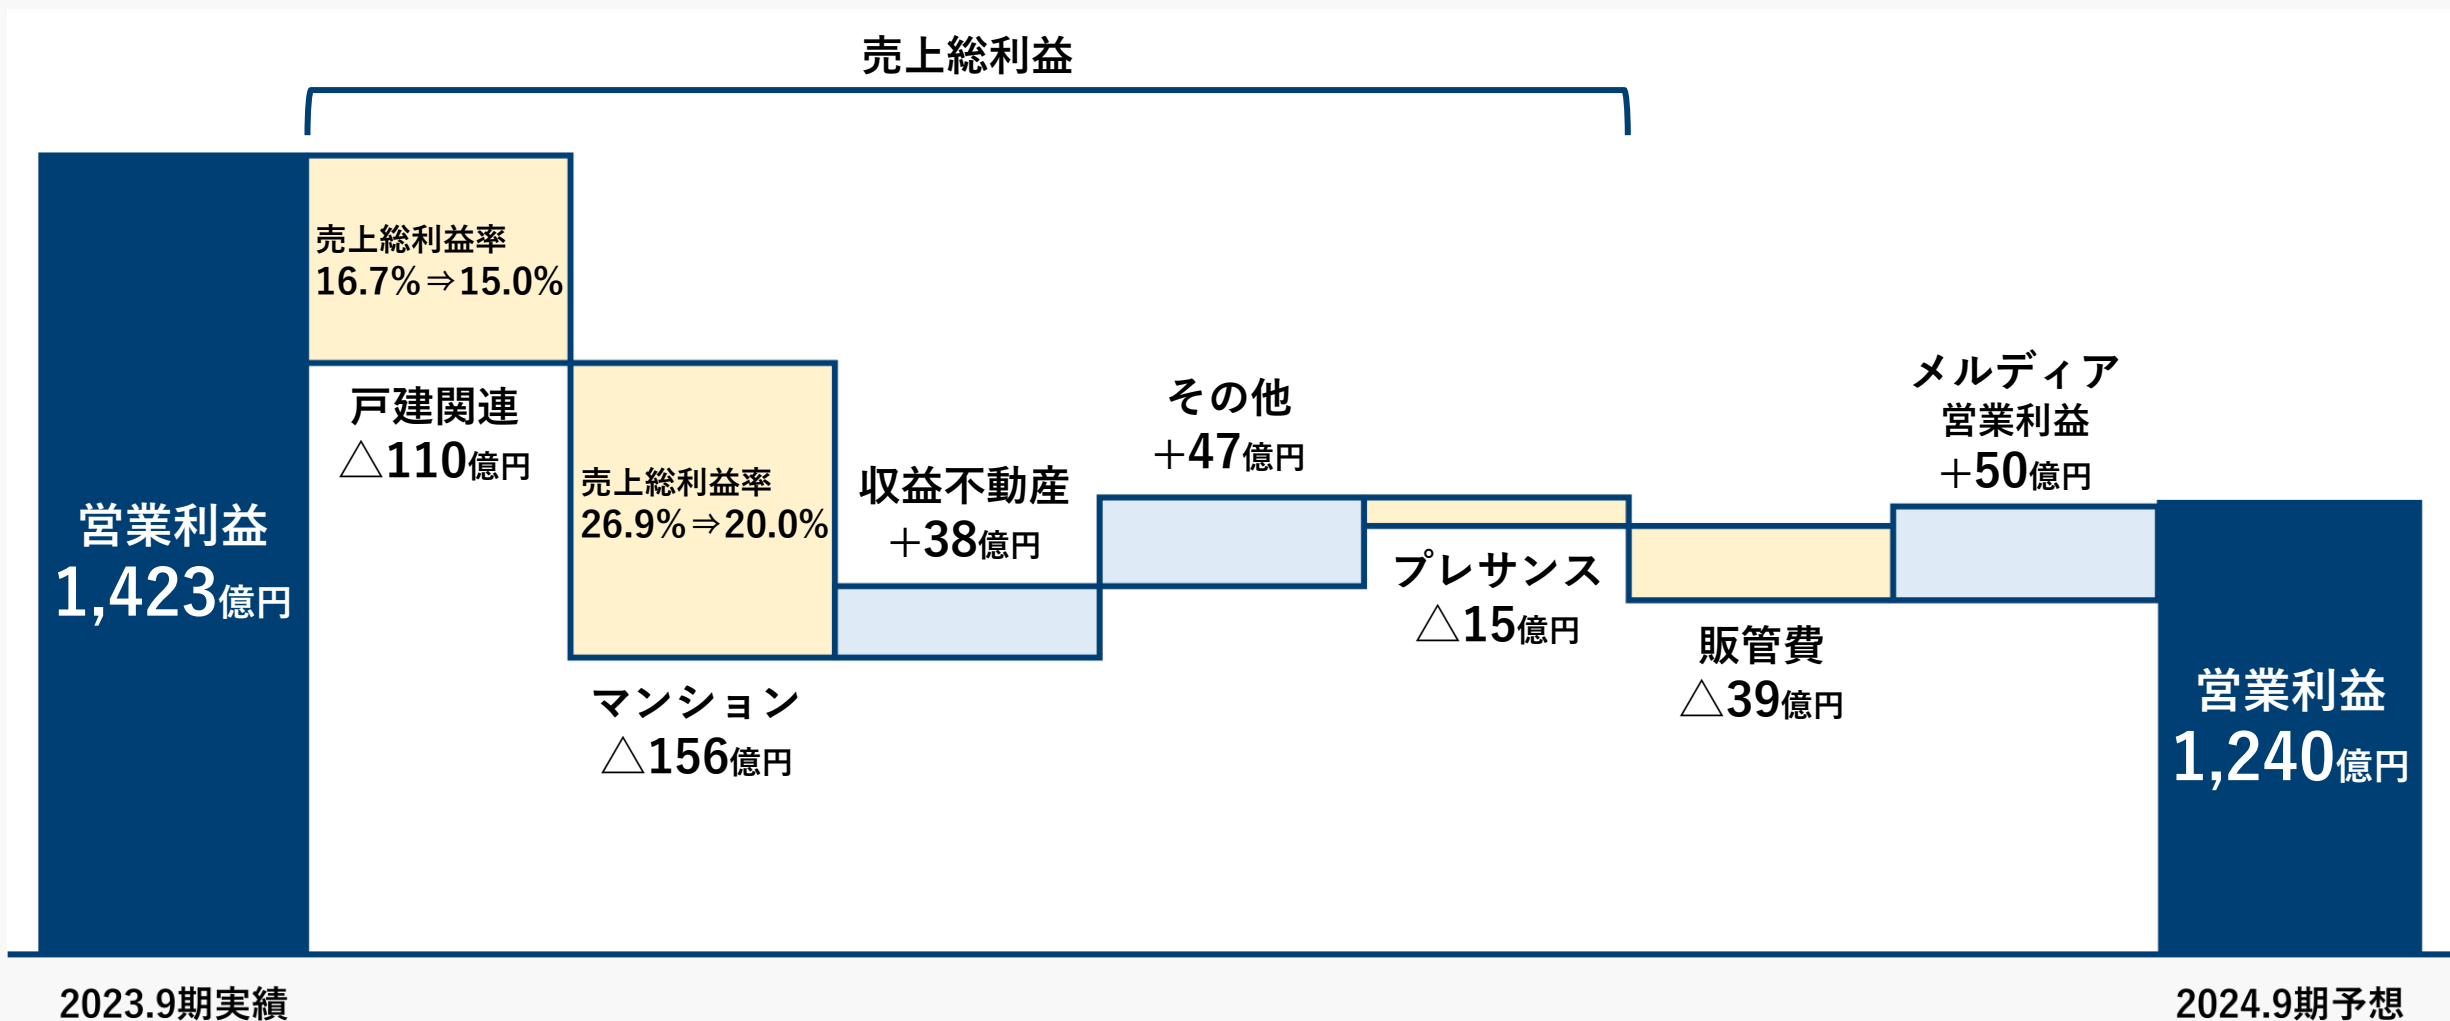 売上総利益
売上総利益率
16.7%⇒15.0%
戸建関連
△110億円
営業利益
1,423億円
売上総利益率
26.9%⇒20.0%
マンション
△156億円
収益不動産
+38億円
その他
+47億円
プレサンス
△15億円
販管費
△39億円
メルディア
営業利益
+50億円
営業利益
1,240億円
2023.9期実績
2024.9期予想